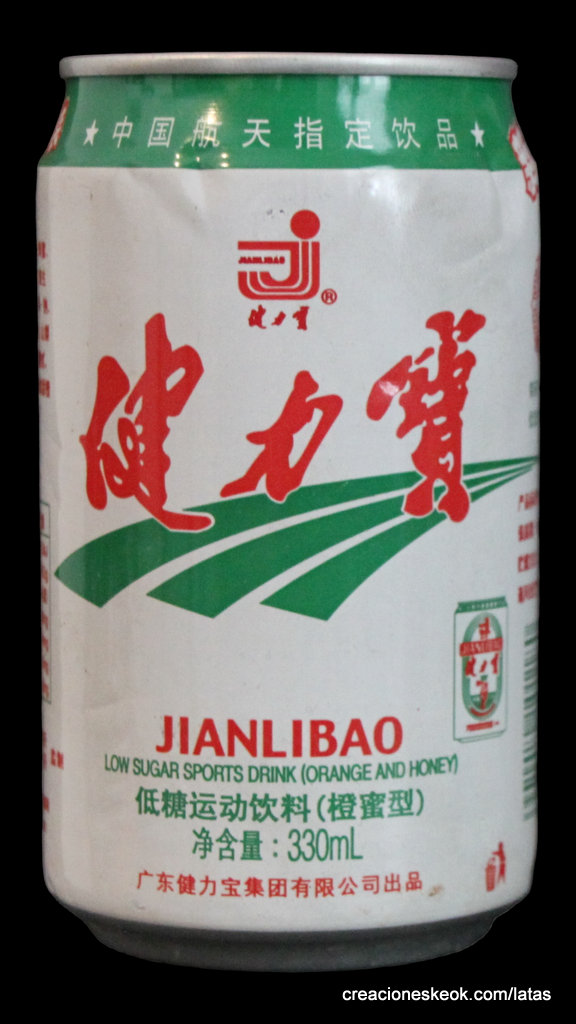 ★中国航天指定饮品★
JIANLIBAO
®
健力宝
健力寶
JIANLIBAO
LOW SUGAR SPORTS DRINK (ORANGE AND HONEY)
低糖运动饮料(橙蜜型)
净含量：330mL
广东健力宝集团有限公司出品
creacioneskeok.com/latas